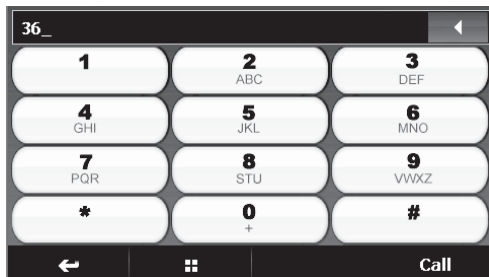 36_
1 2 3
ABC DEF
4 5 6
GHI JKL MNO
7 8 9
PQR STU VWXZ
* 0 #
+
Call